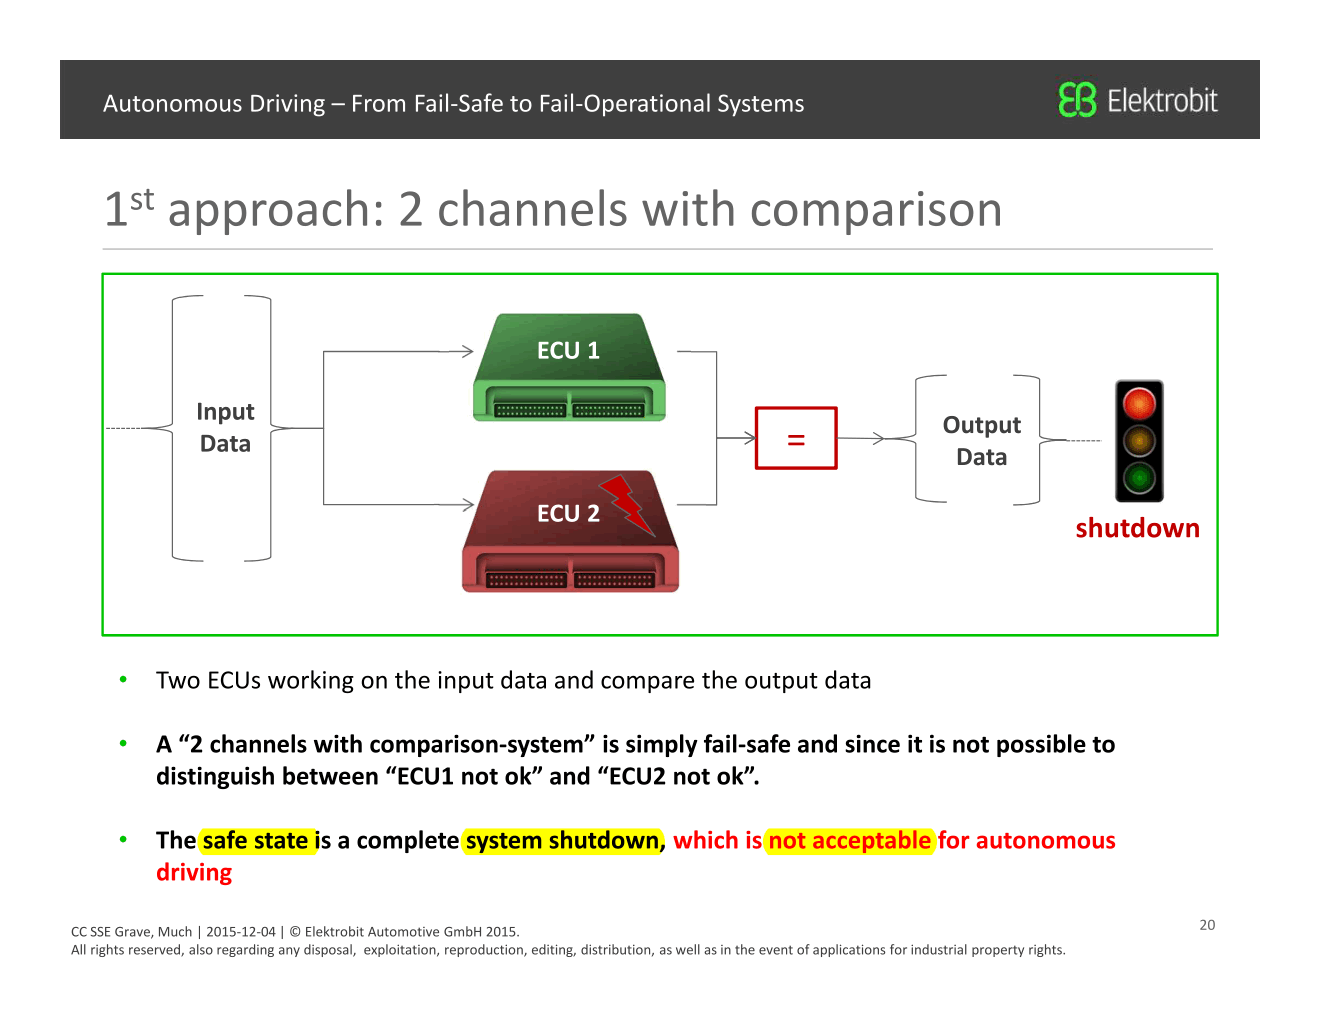 Autonomous Driving – From Fail-Safe to Fail-Operational Systems
EB Elektrobit
1st approach: 2 channels with comparison
Input
Data
ECU 1
ECU 2
=
Output
Data
shutdown
• Two ECUs working on the input data and compare the output data
• A “2 channels with comparison-system” is simply fail-safe and since it is not possible to
distinguish between “ECU1 not ok” and “ECU2 not ok”.
• The safe state is a complete system shutdown, which is not acceptable for autonomous
driving
CC SSE Grave, Much | 2015-12-04 | © Elektrobit Automotive GmbH 2015.
All rights reserved, also regarding any disposal, exploitation, reproduction, editing, distribution, as well as in the event of applications for industrial property rights.
20